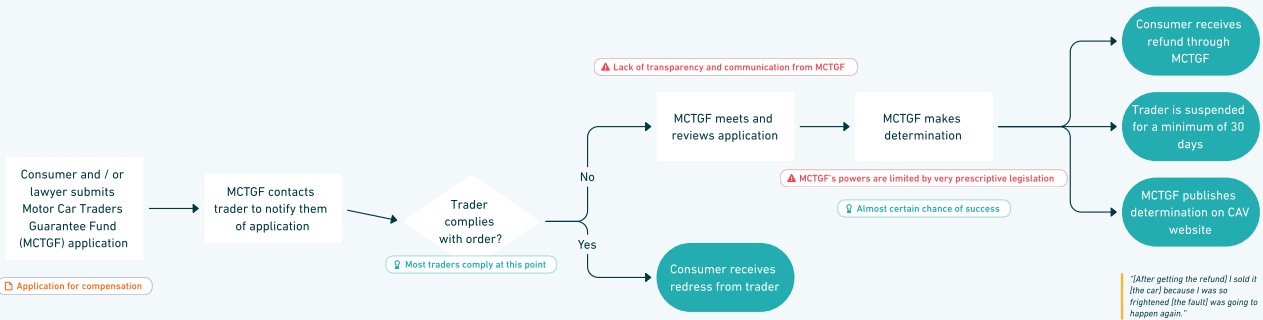 Consumer and / or
lawyer submits
Motor Car Traders
Guarantee Fund
(MCTGF) application
Application for compensation
MCTGF contacts
trader to notify them
of application
Trader
complies
with order?
Most traders comply at this point
No
Yes
Consumer receives
redress from trader
Lack of transparency and communication from MCTGF
MCTGF meets and
reviews application
MCTGF makes
determination
MCTGF's powers are limited by very prescriptive legislation
Almost certain chance of success
Consumer receives
refund through
MCTGF
Trader is suspended
for a minimum of 30
days
MCTGF publishes
determination on CAV
website
"[After getting the refund] I sold it
[the car] because I was so
frightened [the fault] was going to
happen again."